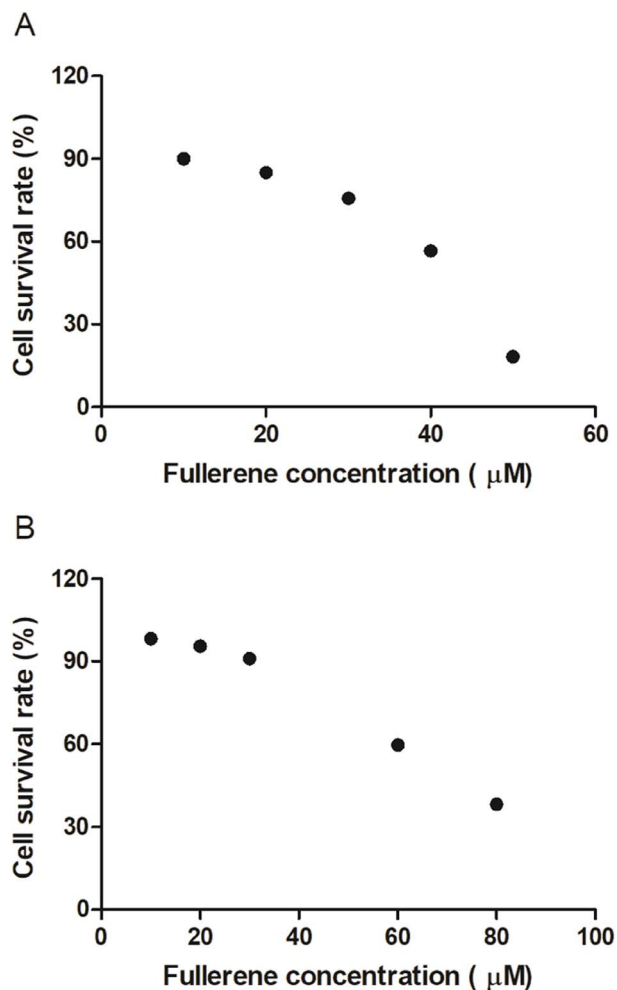 A
120
90
60
30
0
Cell survival rate (%)
0 20 40 60
Fullerene concentration ( μM)
B
120
90
60
30
0
Cell survival rate (%)
0 20 40 60 80 100
Fullerene concentration ( μM)